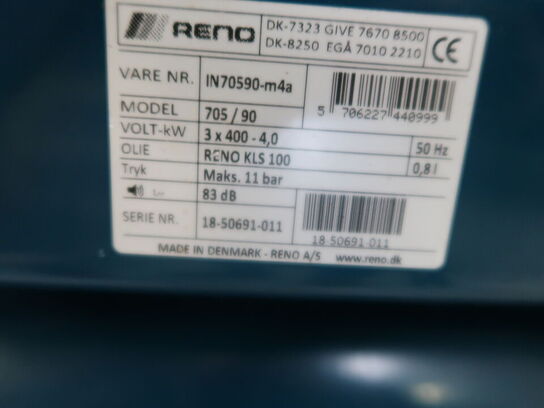 RENO
DK-7323 GIVE 7670 8500
DK-8250 EGÅ 7010 2210
CE
VARE NR. IN70590-m4a
5 706227 440999
MODEL 705 / 90
VOLT-kW 3 x 400 - 4,0 50 Hz
OLIE RENO KLS 100 0,8 l
Tryk Maks. 11 bar
83 dB
SERIE NR. 18-50691-011
18 50691 011
MADE IN DENMARK - RENO A/S www.reno.dk